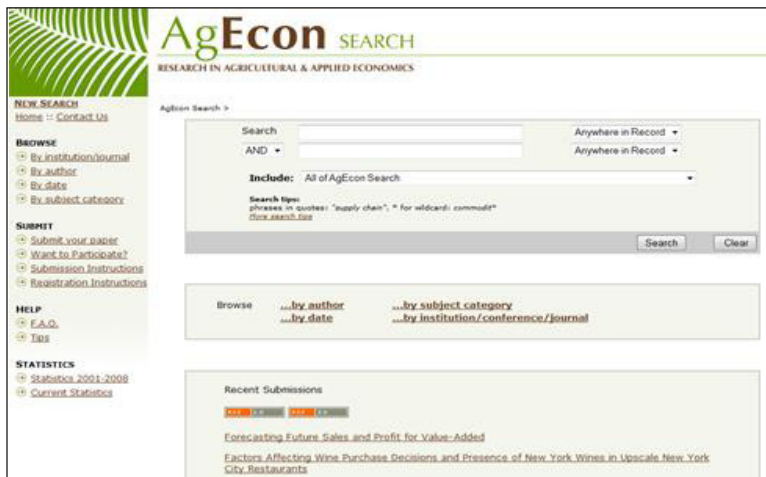 AgEcon SEARCH
RESEARCH IN AGRICULTURAL & APPLIED ECONOMICS
NEW SEARCH
Home :: Contact Us
BROWSE
By institution/journal
By author
By date
By subject category
SUBMIT
Submit your paper
Want to Participate?
Submission Instructions
Registration Instructions
HELP
F.A.Q.
Tips
STATISTICS
Statistics 2001-2008
Current Statistics
AgEcon Search >
Search Anywhere in Record
AND Anywhere in Record
Include: All of AgEcon Search
Search tips:
phrases in quotes: "supply chain", * for wildcard: commodit*
More search tips
Search Clear
Browse ...by author ...by subject category
...by date ...by institution/conference/journal
Recent Submissions
Forecasting Future Sales and Profit for Value-Added
Factors Affecting Wine Purchase Decisions and Presence of New York Wines in Upscale New York
City Restaurants